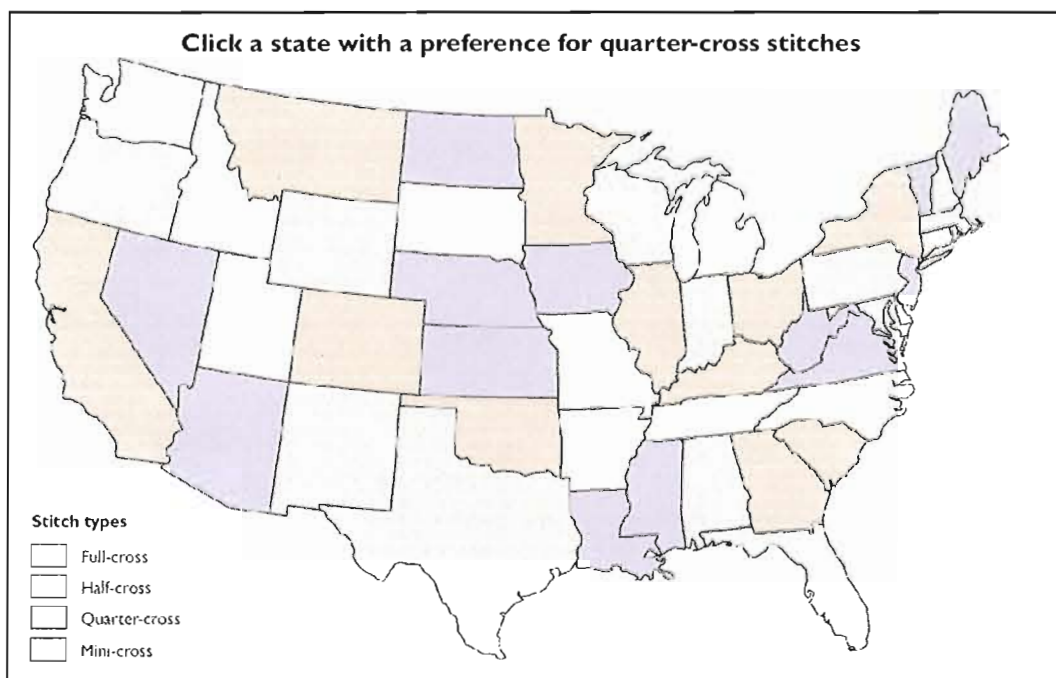 Click a state with a preference for quarter-cross stitches
Stitch types
Full-cross
Half-cross
Quarter-cross
Mini-cross